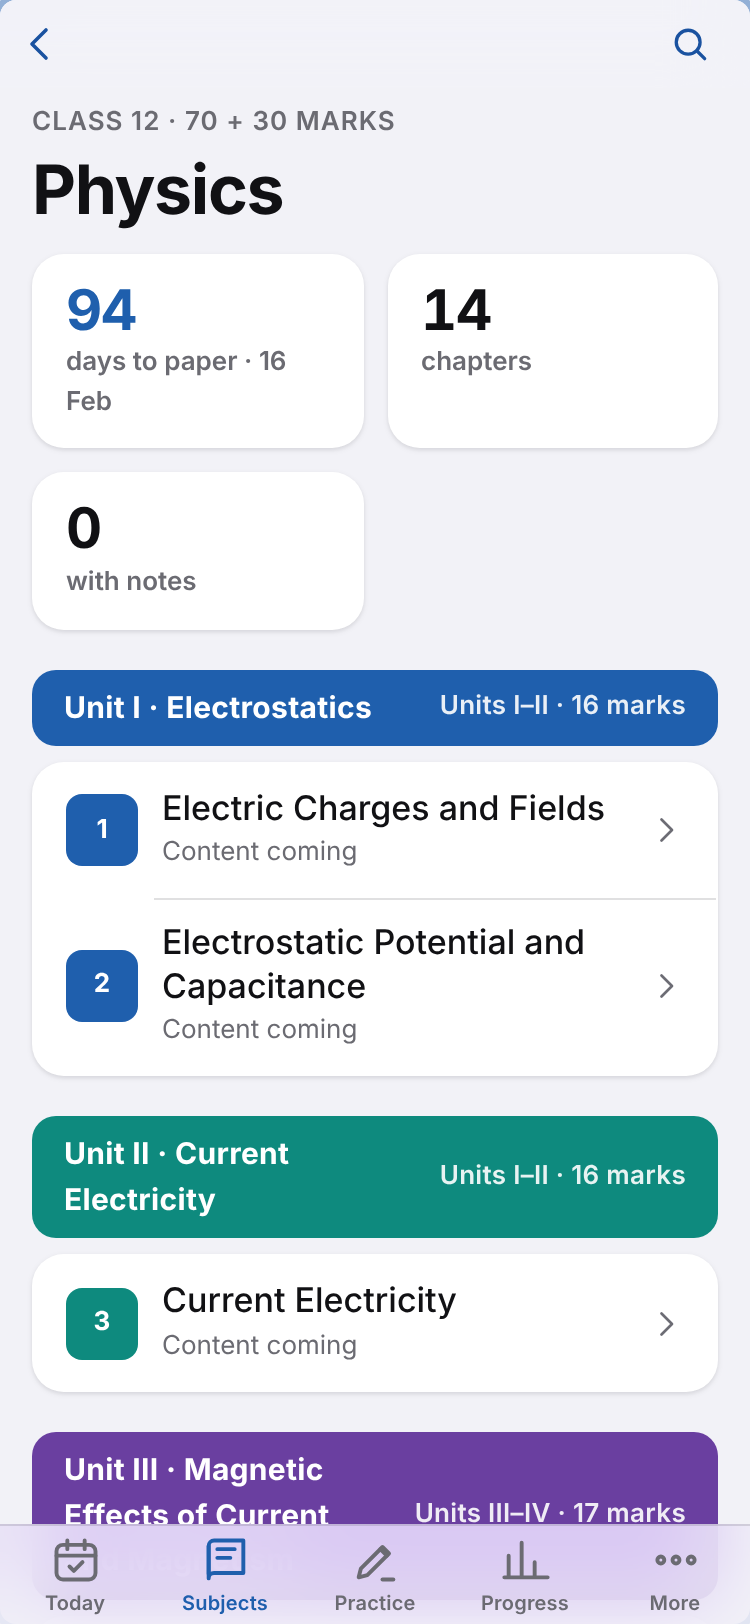 CLASS 12 · 70 + 30 MARKS
Physics
94
days to paper · 16
Feb
14
chapters
0
with notes
Unit I · Electrostatics
Units I–II · 16 marks
1
Electric Charges and Fields
Content coming
2
Electrostatic Potential and
Capacitance
Content coming
Unit II · Current
Electricity
Units I–II · 16 marks
3
Current Electricity
Content coming
Unit III · Magnetic
Effects of Current
Units III–IV · 17 marks
Today
Subjects
Practice
Progress
More